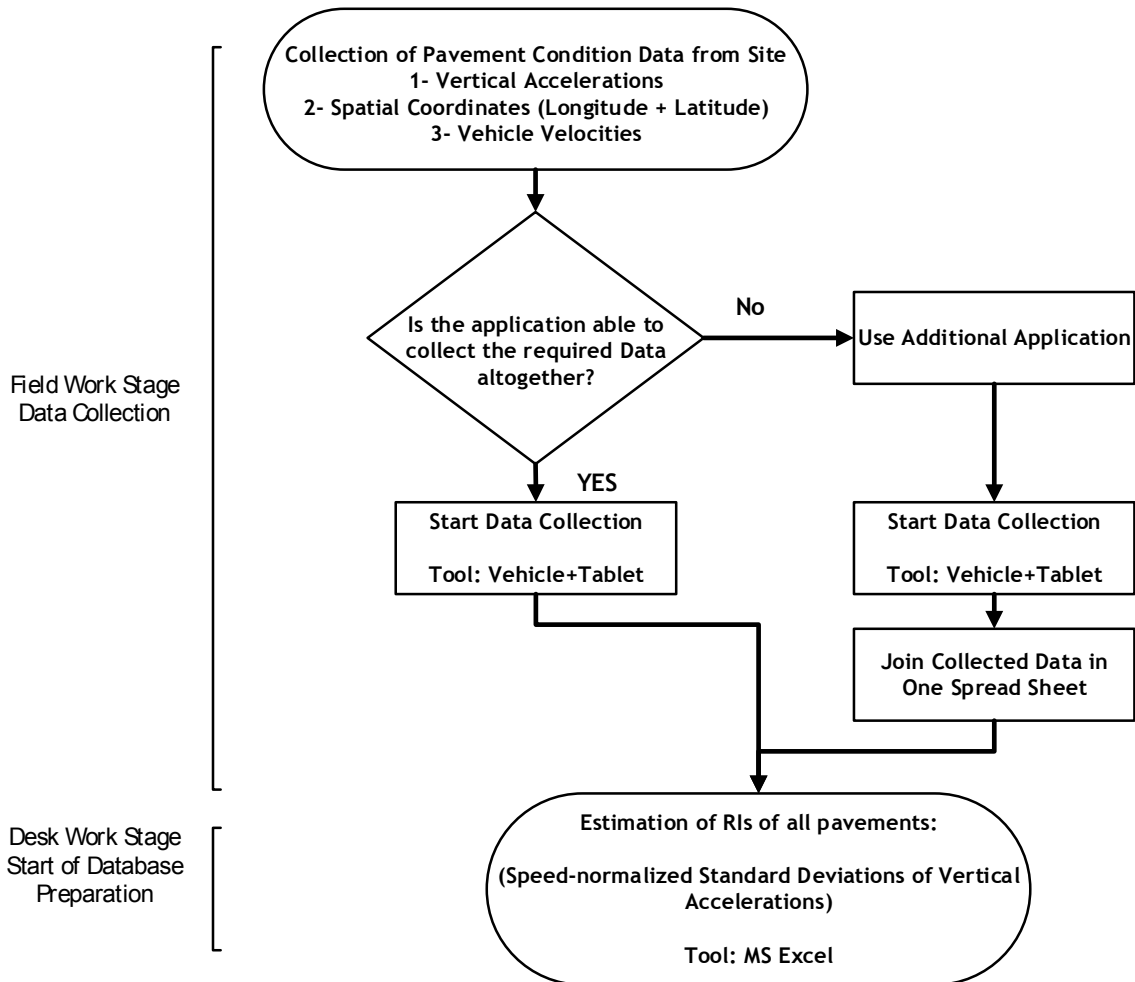 Collection of Pavement Condition Data from Site
1- Vertical Accelerations
2- Spatial Coordinates (Longitude + Latitude)
3- Vehicle Velocities
Is the application able to
collect the required Data
altogether?
No
Use Additional Application
Field Work Stage
Data Collection
YES
Start Data Collection
Tool: Vehicle+Tablet
Start Data Collection
Tool: Vehicle+Tablet
Join Collected Data in
One Spread Sheet
Desk Work Stage
Start of Database
Preparation
Estimation of RIs of all pavements:
(Speed-normalized Standard Deviations of Vertical
Accelerations)
Tool: MS Excel